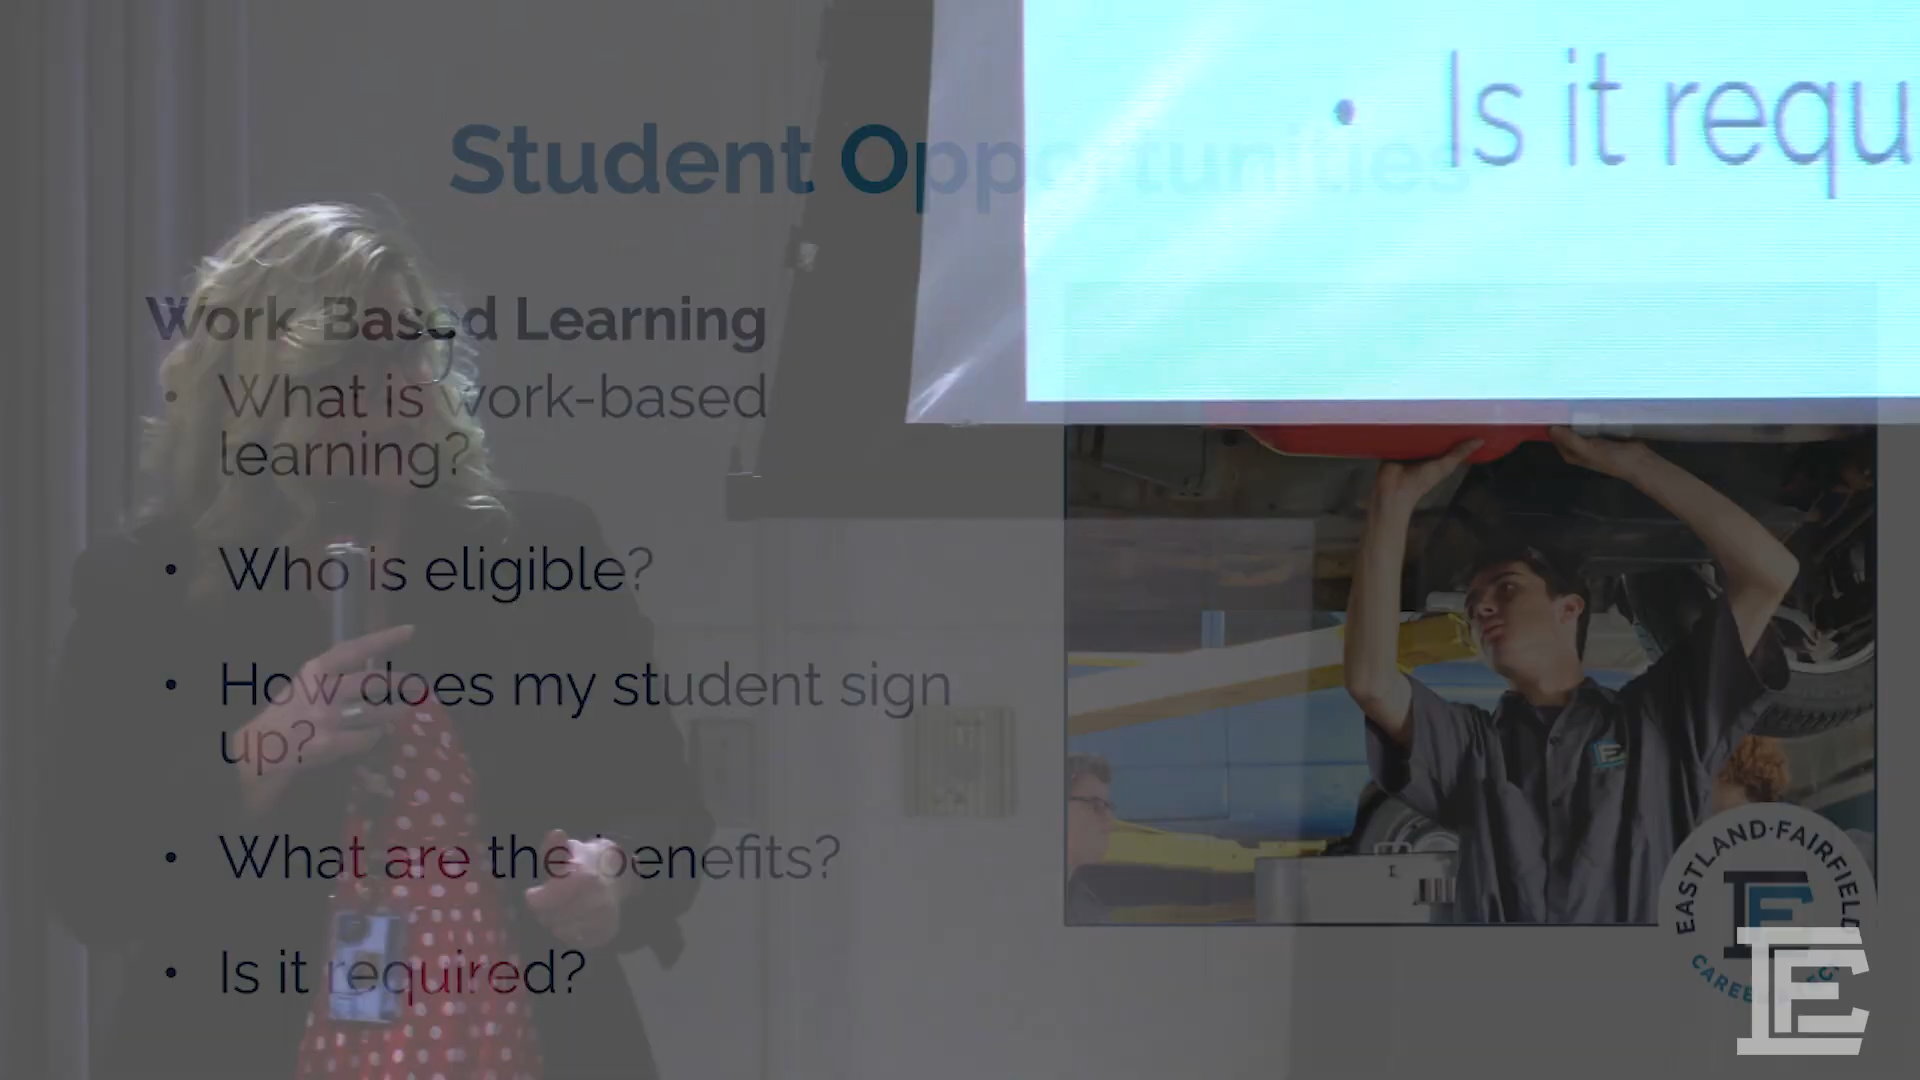 Is it requ
Student Opportunities
Work-Based Learning
• What is work-based
learning?
• Who is eligible?
• How does my student sign
up?
• What are the benefits?
• Is it required?
EASTLAND·FAIRFIELD